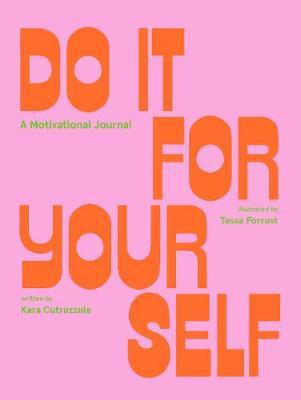 DO IT
A Motivational Journal
FOR
illustrated by
Tessa Forrest
YOUR
written by
Kara Cutruzzula
SELF